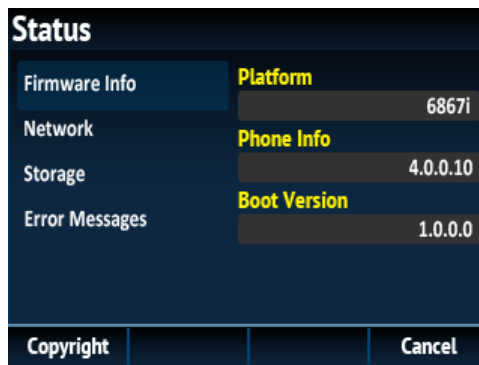 Status
Firmware Info
Network
Storage
Error Messages
Platform
6867i
Phone Info
4.0.0.10
Boot Version
1.0.0.0
Copyright
Cancel